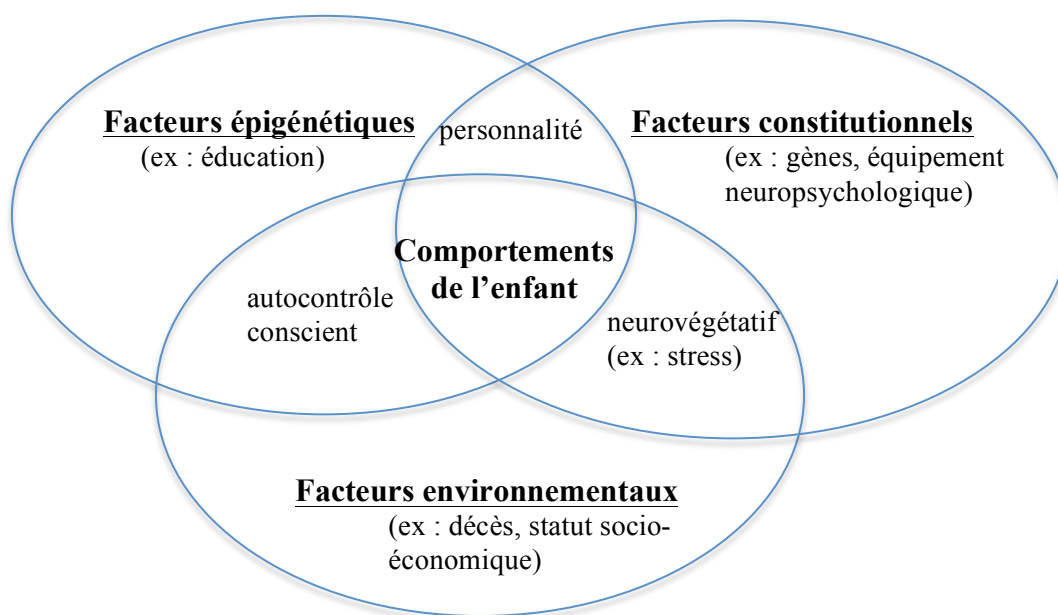 Facteurs épigénétiques
(ex : éducation)
personnalité
Facteurs constitutionnels
(ex : gènes, équipement
neuropsychologique)
Comportements
de l’enfant
autocontrôle
conscient
neurovégétatif
(ex : stress)
Facteurs environnementaux
(ex : décès, statut socio-
économique)